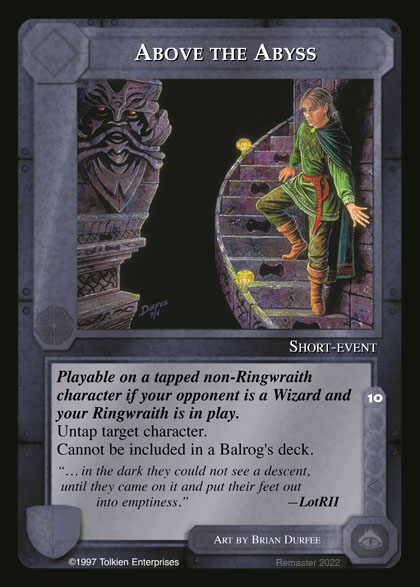 Above the Abyss
Durfee
Short-event
Playable on a tapped non-Ringwraith
character if your opponent is a Wizard and
your Ringwraith is in play.
10
Untap target character.
Cannot be included in a Balrog's deck.
“… in the dark they could not see a descent,
until they came on it and put their feet out
into emptiness.” —LotRII
Art by Brian Durfee
©1997 Tolkien Enterprises
Remaster 2022